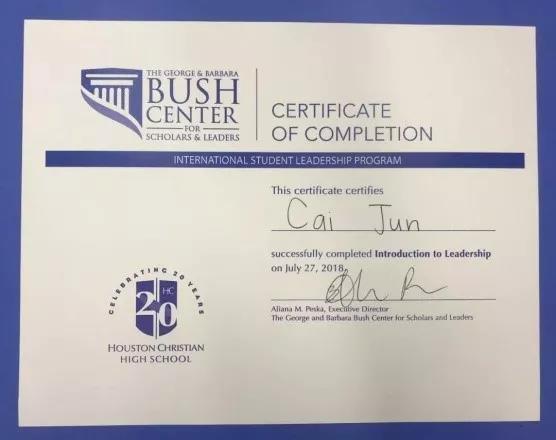 THE GEORGE & BARBARA
BUSH
CENTER
FOR
SCHOLARS & LEADERS
CERTIFICATE
OF COMPLETION
INTERNATIONAL STUDENT LEADERSHIP PROGRAM
This certificate certifies
Cai Jun
successfully completed Introduction to Leadership
on July 27, 2018.
Aliana M. Peska, Executive Director
The George and Barbara Bush Center for Scholars and Leaders
CELEBRATING 20 YEARS
HC
20
HOUSTON CHRISTIAN
HIGH SCHOOL